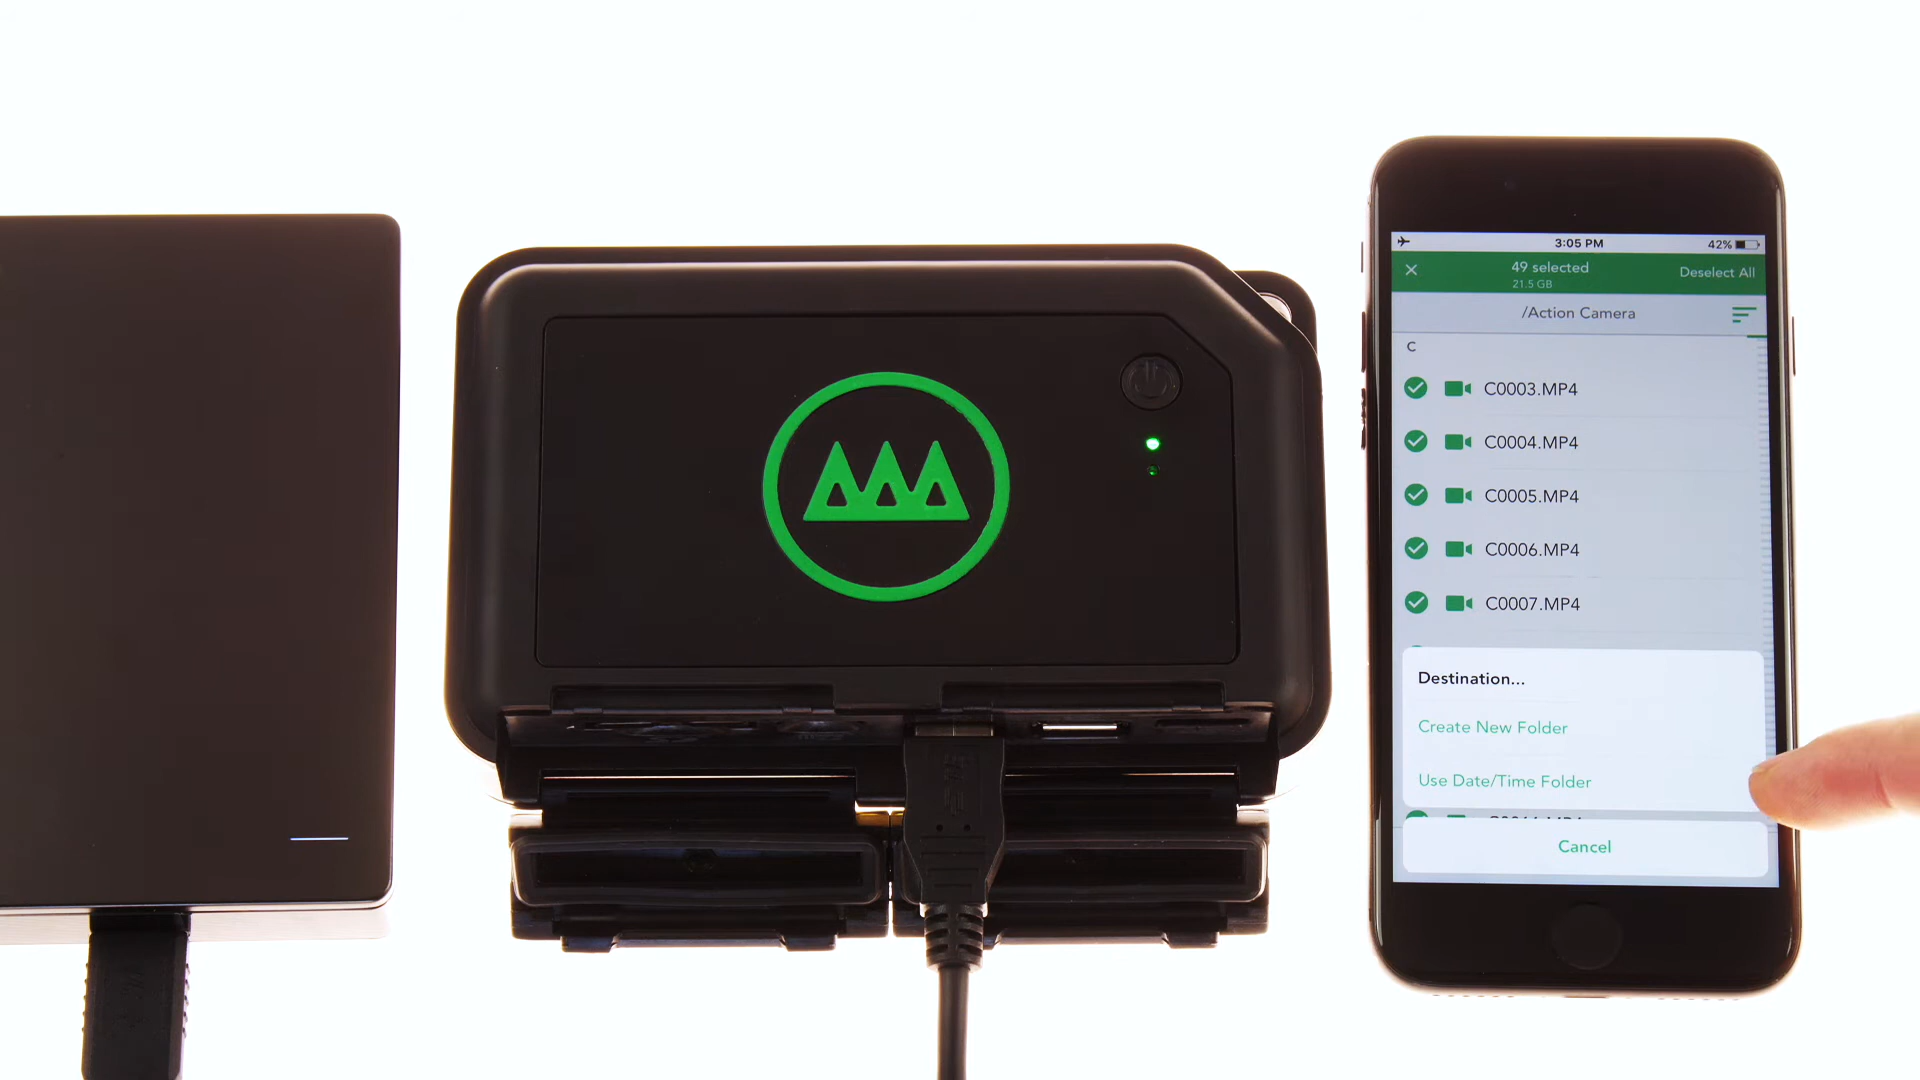 3:05 PM
42%
49 selected
Deselect All
21.5 GB
/Action Camera
C
C0003.MP4
C0004.MP4
C0005.MP4
C0006.MP4
C0007.MP4
Destination...
Create New Folder
Use Date/Time Folder
Cancel